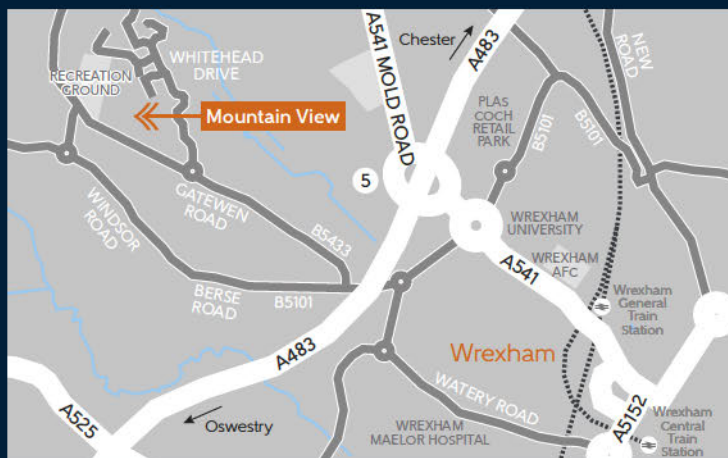 Chester
A483
A541 MOLD ROAD
NEW
ROAD
WHITEHEAD
DRIVE
RECREATION
GROUND
Mountain View
PLAS
COCH
RETAIL
PARK
B5101
B5101
5
WINDSOR
ROAD
GATEWEN
ROAD
B5433
WREXHAM
UNIVERSITY
WREXHAM
AFC
A541
BERSE
ROAD
B5101
Wrexham
General
Train
Station
A483
Wrexham
WATERY ROAD
A525
Oswestry
WREXHAM
MAELOR HOSPITAL
A5152
Wrexham
Central
Train
Station